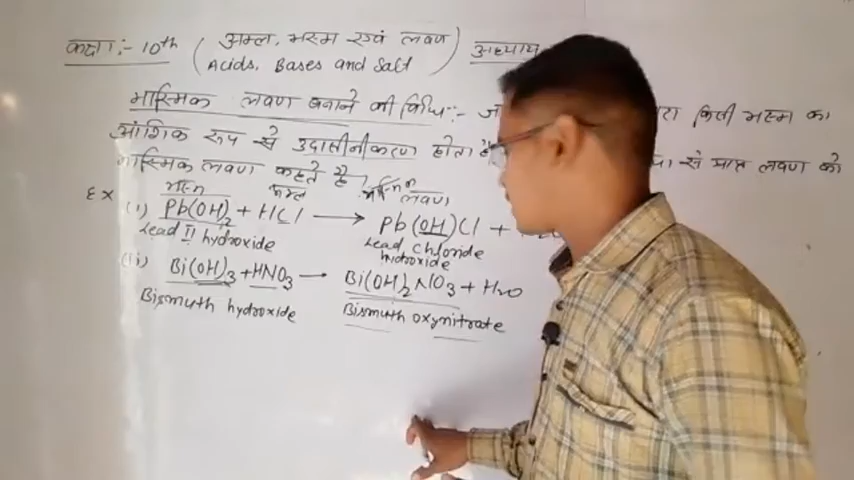 कक्षा :- 10th ( अम्ल, भस्म एवं लवण ) अध्याय
( Acids, Bases and Salt )
भास्मिक लवण बनाने की विधि :- किसी भस्म का
आंशिक रूप से उदासीनीकरण होता है से प्राप्त लवण को
भास्मिक लवण कहते है।
Ex भस्म अम्ल लवण
(i) Pb(OH)2 + HCl → Pb(OH)Cl +
Lead II hydroxide Lead Chloride
hidroxide
(ii) Bi(OH)3 + HNO3 → Bi(OH)2NO3 + H2O
Bismuth hydroxide Bismuth oxynitrate